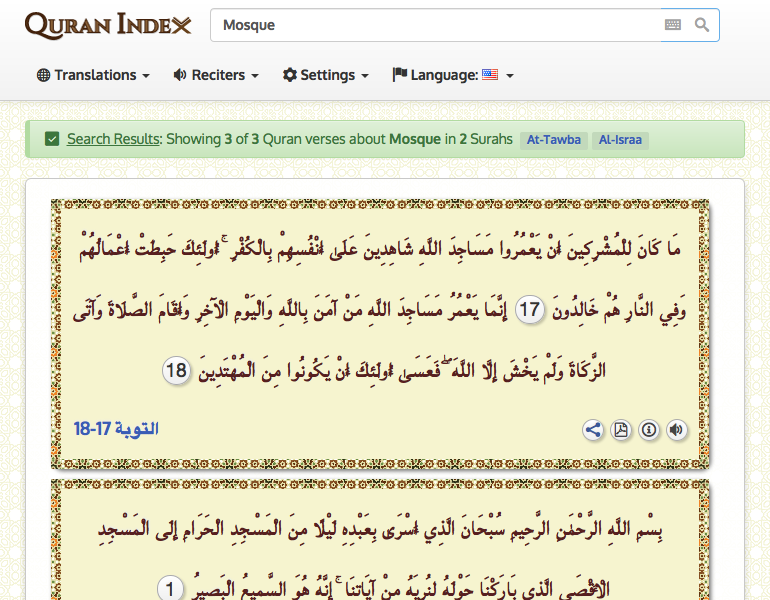 QURAN INDEX
Mosque
Translations Reciters Settings Language:
Search Results: Showing 3 of 3 Quran verses about Mosque in 2 Surahs At-Tawba Al-Israa
مَا كَانَ لِلْمُشْرِكِينَ أَنْ يَعْمُرُوا مَسَاجِدَ اللَّهِ شَاهِدِينَ عَلَىٰ أَنْفُسِهِمْ بِالْكُفْرِ ۚ أُولَٰئِكَ حَبِطَتْ أَعْمَالُهُمْ
وَفِي النَّارِ هُمْ خَالِدُونَ 17 إِنَّمَا يَعْمُرُ مَسَاجِدَ اللَّهِ مَنْ آمَنَ بِاللَّهِ وَالْيَوْمِ الْآخِرِ وَأَقَامَ الصَّلَاةَ وَآتَى
الزَّكَاةَ وَلَمْ يَخْشَ إِلَّا اللَّهَ ۖ فَعَسَىٰ أُولَٰئِكَ أَنْ يَكُونُوا مِنَ الْمُهْتَدِينَ 18
التوبة 17-18
بِسْمِ اللَّهِ الرَّحْمَٰنِ الرَّحِيمِ سُبْحَانَ الَّذِي أَسْرَىٰ بِعَبْدِهِ لَيْلًا مِنَ الْمَسْجِدِ الْحَرَامِ إِلَى الْمَسْجِدِ
الْأَقْصَى الَّذِي بَارَكْنَا حَوْلَهُ لِنُرِيَهُ مِنْ آيَاتِنَا ۚ إِنَّهُ هُوَ السَّمِيعُ الْبَصِيرُ 1